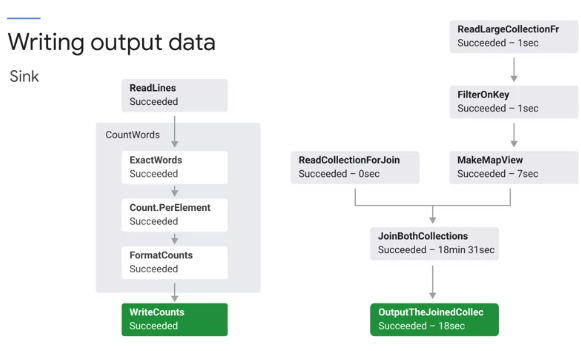 Writing output data
Sink
ReadLines
Succeeded
CountWords
ExactWords
Succeeded
Count.PerElement
Succeeded
FormatCounts
Succeeded
WriteCounts
Succeeded
ReadLargeCollectionFr
Succeeded – 1sec
FilterOnKey
Succeeded – 1sec
ReadCollectionForJoin
Succeeded – 0sec
MakeMapView
Succeeded – 7sec
JoinBothCollections
Succeeded – 18min 31sec
OutputTheJoinedCollec
Succeeded – 18sec